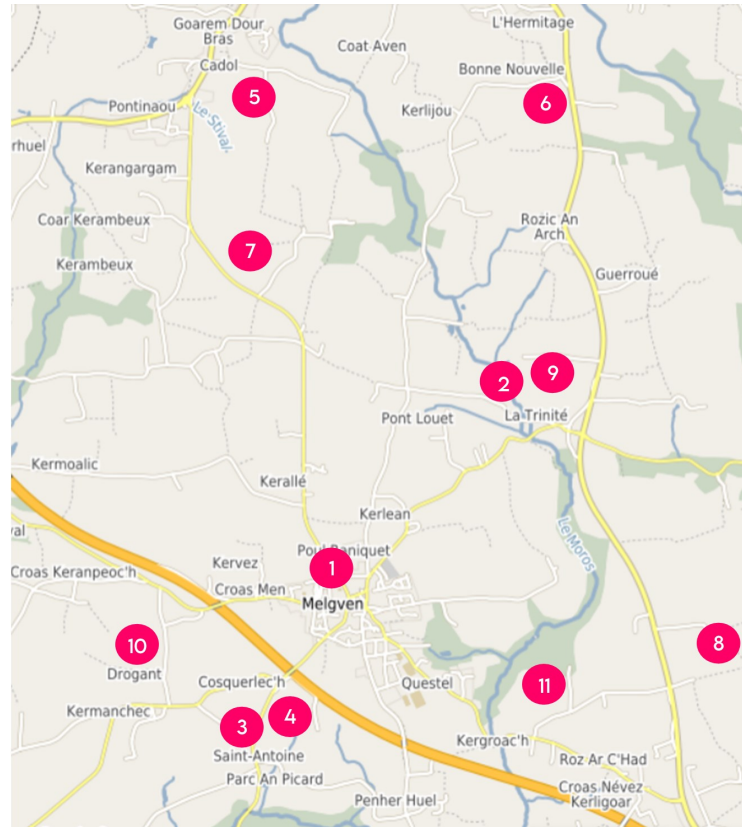 L'Hermitage
Goarem Dour
Bras
Coat Aven
Cadol
Bonne Nouvelle
5
6
Pontinaou
Le Stival
Kerlijou
rhuel
Kerangargam
Coar Kerambeux
Rozic An
Arch
7
Kerambeux
Guerroué
9
2
Pont Louet
La Trinité
Kermoalic
Kerallé
Kerlean
val
Le Moros
Croas Keranpeoc'h
Kervez
1
Croas Men
Melgven
10
8
Drogant
Cosquerlec'h
Questel
11
Kermanchec
4
3
Kergroac'h
Saint-Antoine
Roz Ar C'Had
Parc An Picard
Croas Névez
Kerligoar
Penher Huel